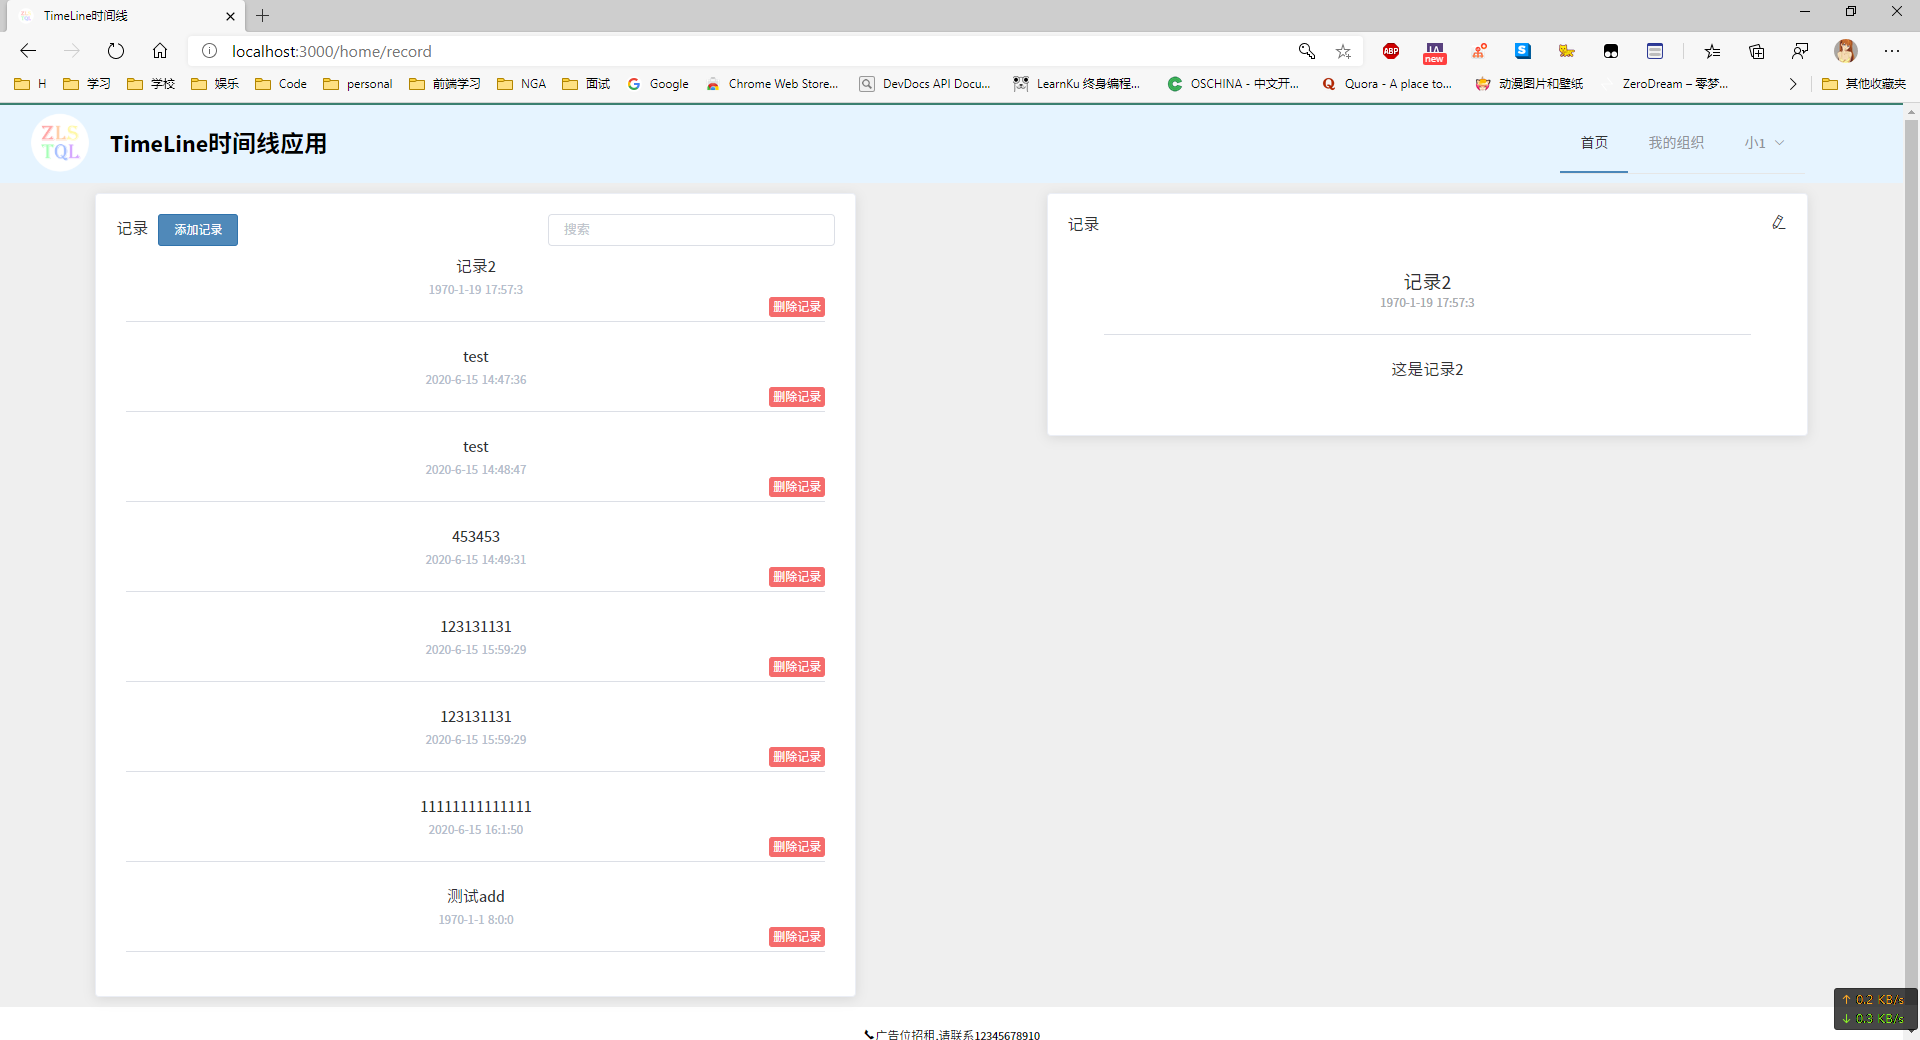 TimeLine时间线
localhost:3000/home/record
ABP
new
H 学习 学校 娱乐 Code personal 前端学习 NGA 面试 Google Chrome Web Store... DevDocs API Docu... LearnKu 终身编程... OSCHINA - 中文开... Quora - A place to... 动漫图片和壁纸 ZeroDream – 零梦... 其他收藏夹
ZLS
TQL
TimeLine时间线应用
首页 我的组织 小1
记录 添加记录 搜索
记录2
1970-1-19 17:57:3
删除记录
test
2020-6-15 14:47:36
删除记录
test
2020-6-15 14:48:47
删除记录
453453
2020-6-15 14:49:31
删除记录
123131131
2020-6-15 15:59:29
删除记录
123131131
2020-6-15 15:59:29
删除记录
11111111111111
2020-6-15 16:1:50
删除记录
测试add
1970-1-1 8:0:0
删除记录
记录
记录2
1970-1-19 17:57:3
这是记录2
↑ 0.2 KB/s
↓ 0.3 KB/s
广告位招租,请联系12345678910